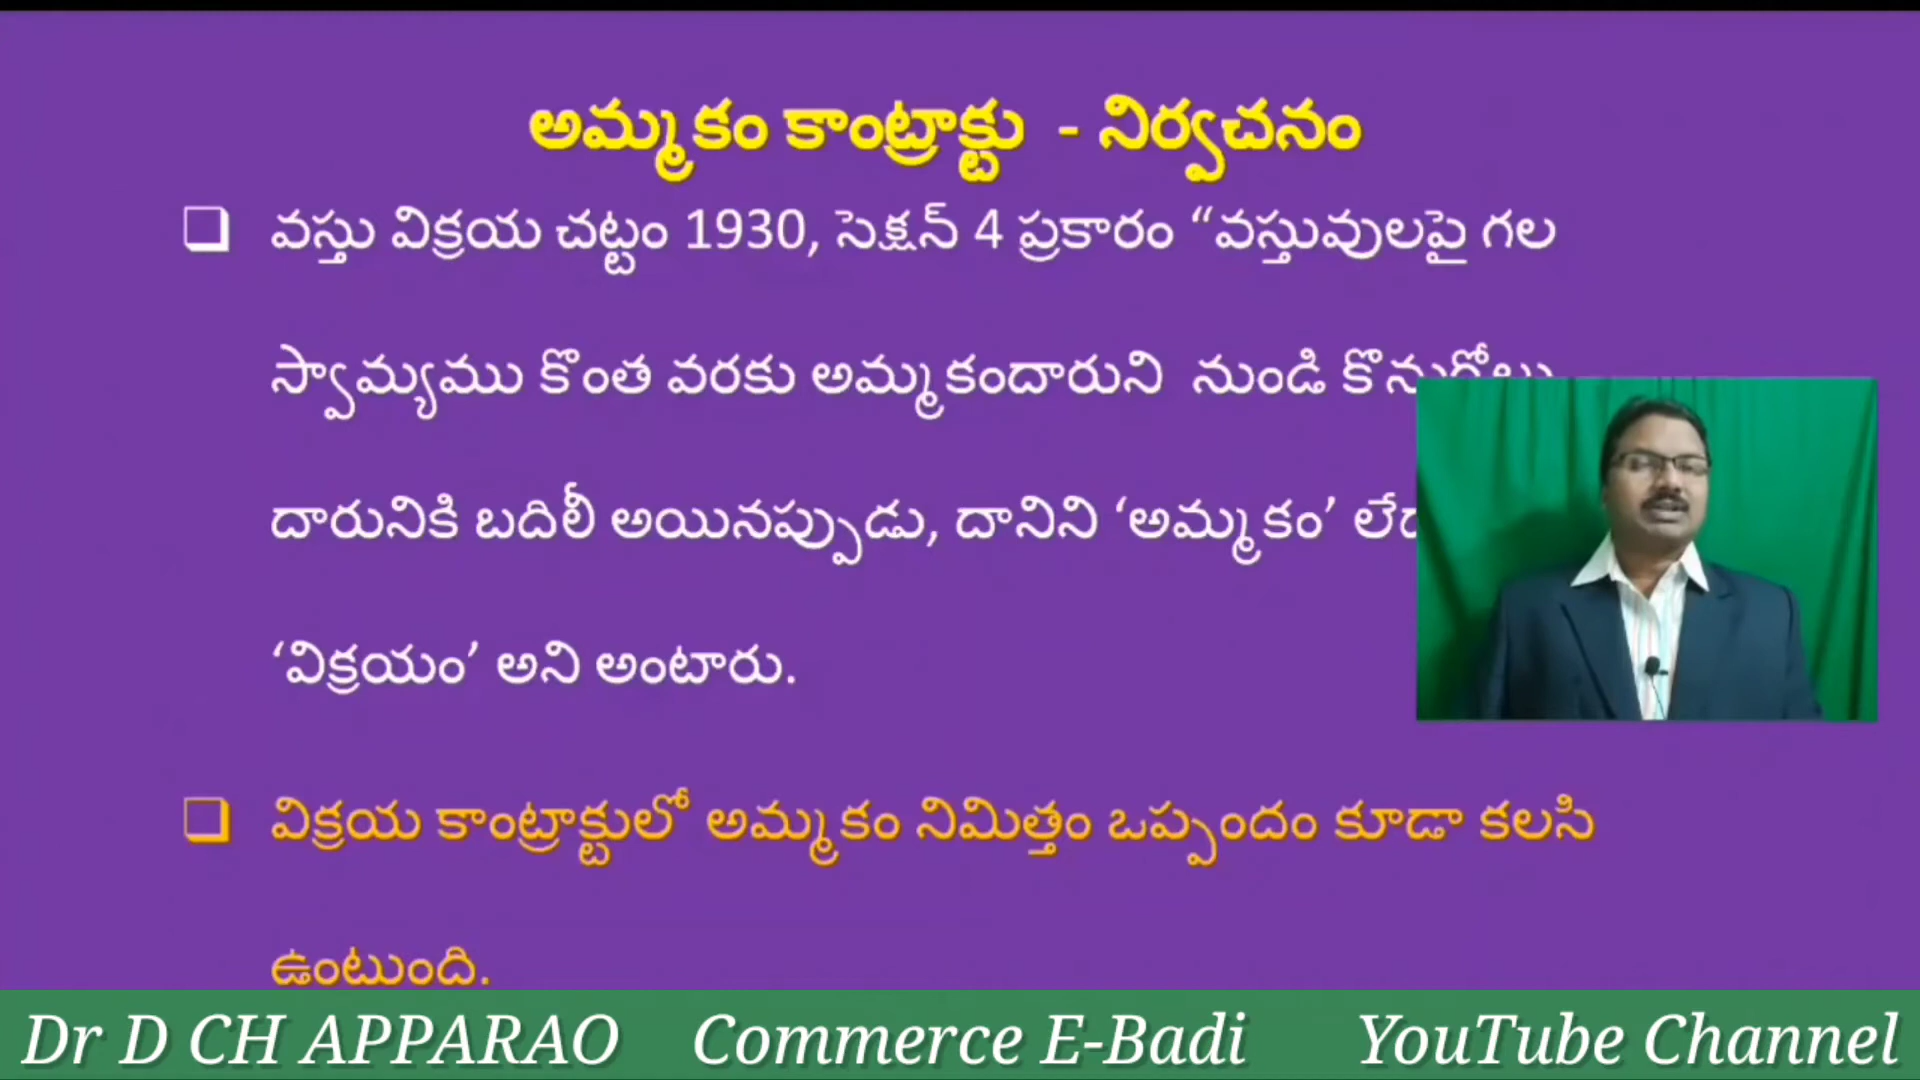 అమ్మకం కాంట్రాక్టు - నిర్వచనం
❑ వస్తు విక్రయ చట్టం 1930, సెక్షన్ 4 ప్రకారం “వస్తువులపై గల
స్వామ్యము కొంత వరకు అమ్మకందారుని నుండి కొనుగోలు
దారునికి బదిలీ అయినప్పుడు, దానిని ‘అమ్మకం’
‘విక్రయం’ అని అంటారు.
❑ విక్రయ కాంట్రాక్టులో అమ్మకం నిమిత్తం ఒప్పందం కూడా కలసి
ఉంటుంది.
Dr D CH APPARAO Commerce E-Badi YouTube Channel